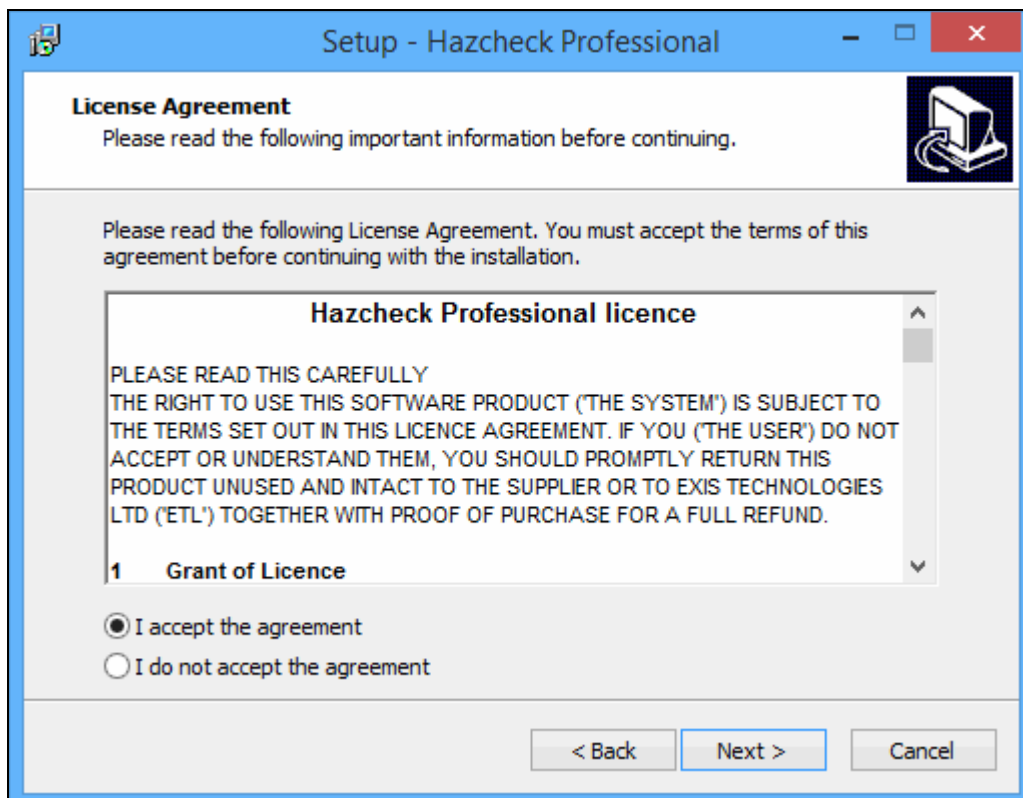 Setup - Hazcheck Professional
License Agreement
Please read the following important information before continuing.
Please read the following License Agreement. You must accept the terms of this
agreement before continuing with the installation.
Hazcheck Professional licence
PLEASE READ THIS CAREFULLY
THE RIGHT TO USE THIS SOFTWARE PRODUCT ("THE SYSTEM") IS SUBJECT TO
THE TERMS SET OUT IN THIS LICENCE AGREEMENT. IF YOU ("THE USER") DO NOT
ACCEPT OR UNDERSTAND THEM, YOU SHOULD PROMPTLY RETURN THIS
PRODUCT UNUSED AND INTACT TO THE SUPPLIER OR TO EXIS TECHNOLOGIES
LTD ("ETL") TOGETHER WITH PROOF OF PURCHASE FOR A FULL REFUND.
1 Grant of Licence
I accept the agreement
I do not accept the agreement
< Back Next > Cancel